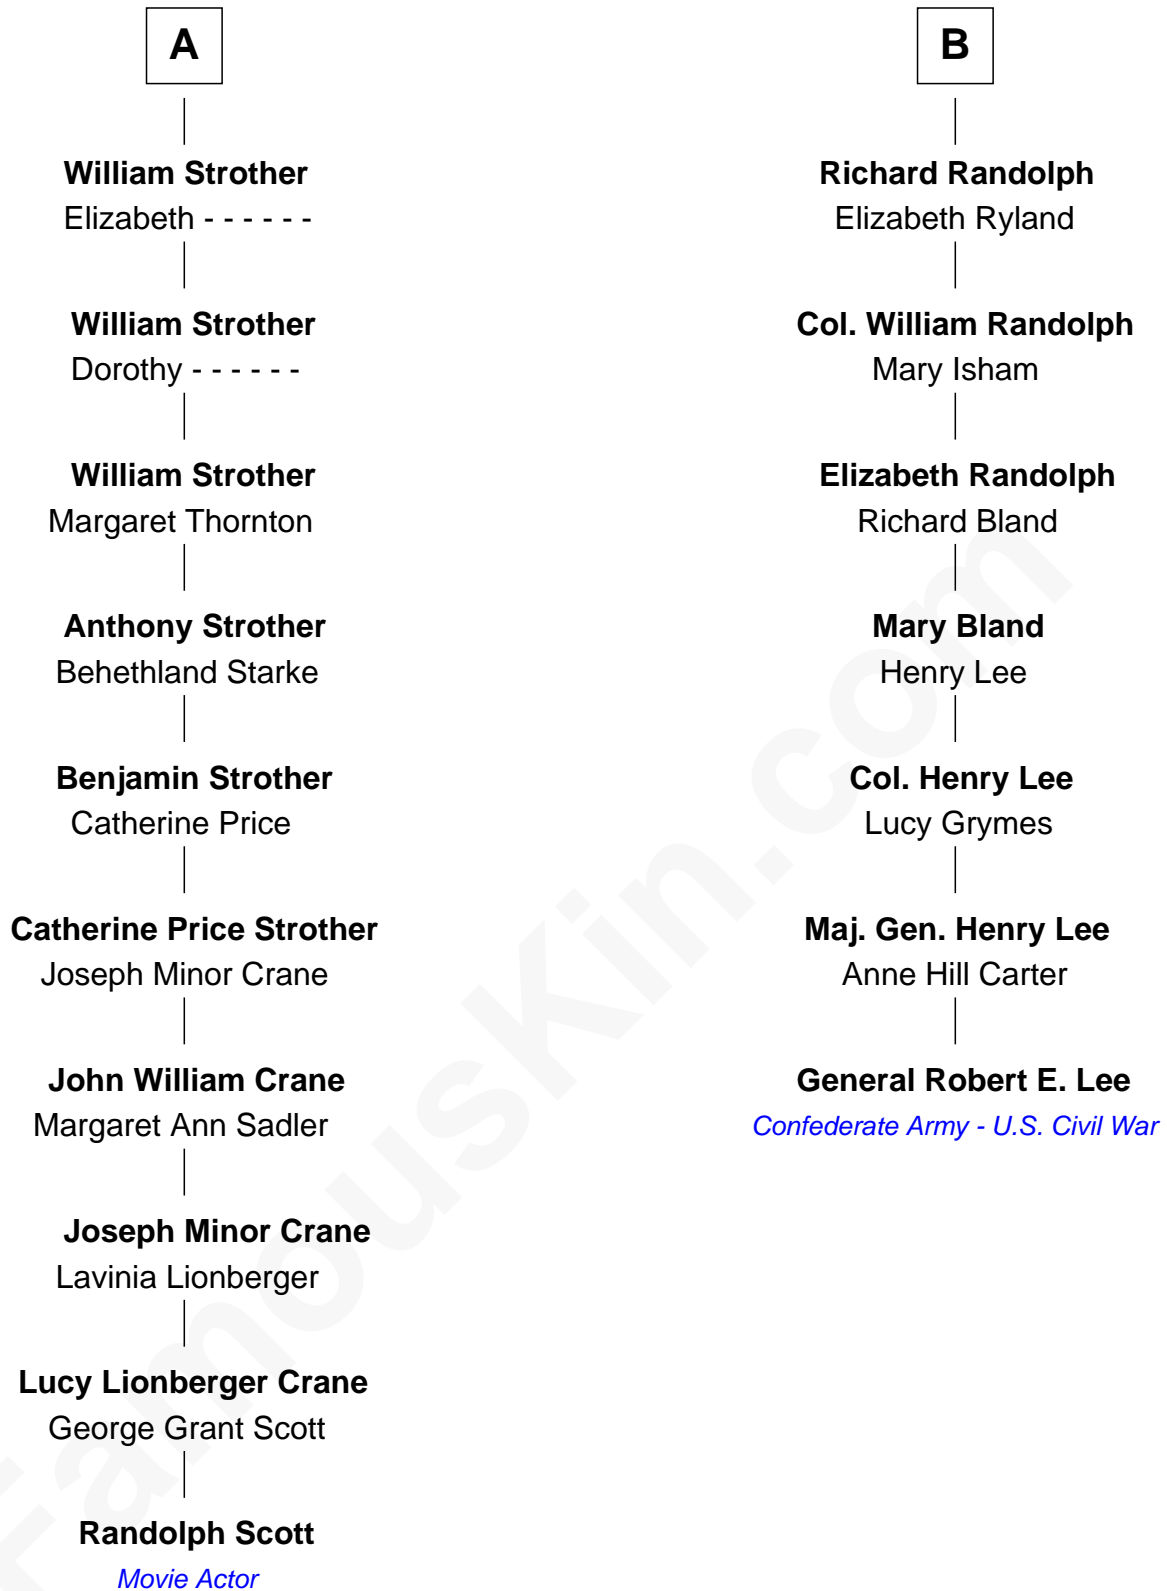 A
William Strother
Elizabeth - - - - - -
William Strother
Dorothy - - - - - -
William Strother
Margaret Thornton
Anthony Strother
Behethland Starke
Benjamin Strother
Catherine Price
Catherine Price Strother
Joseph Minor Crane
John William Crane
Margaret Ann Sadler
Joseph Minor Crane
Lavinia Lionberger
Lucy Lionberger Crane
George Grant Scott
Randolph Scott
Movie Actor
B
Richard Randolph
Elizabeth Ryland
Col. William Randolph
Mary Isham
Elizabeth Randolph
Richard Bland
Mary Bland
Henry Lee
Col. Henry Lee
Lucy Grymes
Maj. Gen. Henry Lee
Anne Hill Carter
General Robert E. Lee
Confederate Army - U.S. Civil War
FamousKin.com